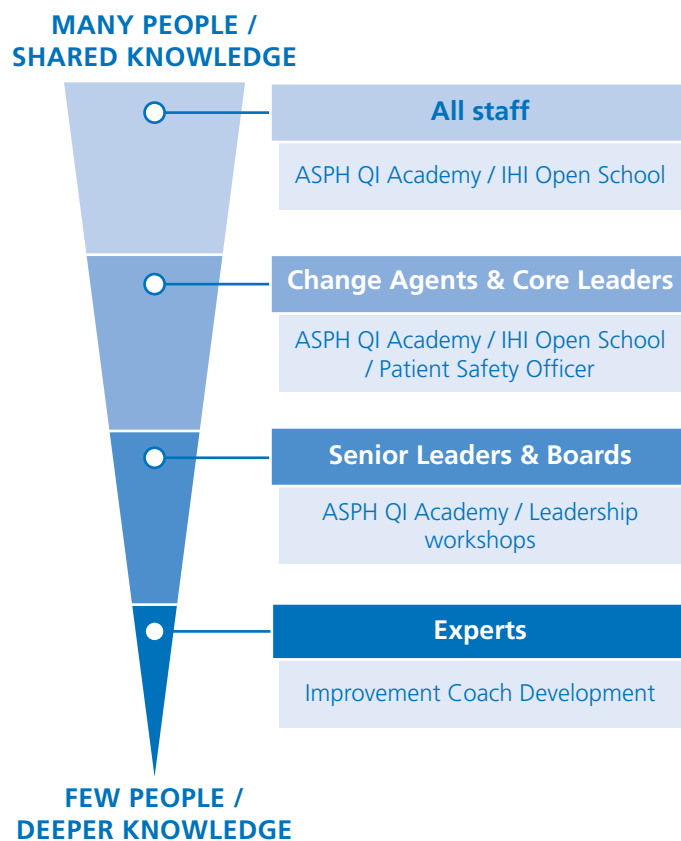 MANY PEOPLE /
SHARED KNOWLEDGE
All staff
ASPH QI Academy / IHI Open School
Change Agents & Core Leaders
ASPH QI Academy / IHI Open School
/ Patient Safety Officer
Senior Leaders & Boards
ASPH QI Academy / Leadership
workshops
Experts
Improvement Coach Development
FEW PEOPLE /
DEEPER KNOWLEDGE